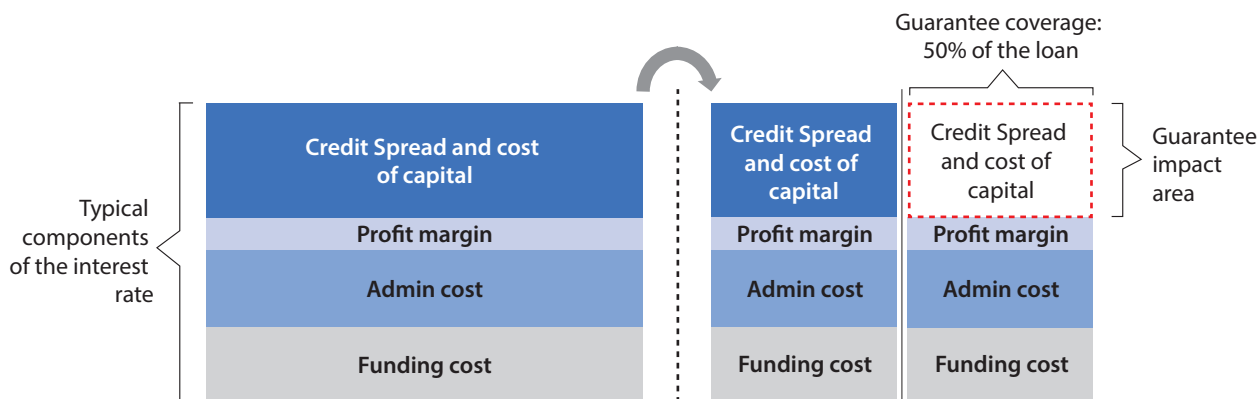 Typical
components
of the interest
rate
Credit Spread and cost
of capital
Profit margin
Admin cost
Funding cost
Guarantee coverage:
50% of the loan
Credit Spread
and cost of
capital
Profit margin
Admin cost
Funding cost
Credit Spread
and cost of
capital
Profit margin
Admin cost
Funding cost
Guarantee
impact
area